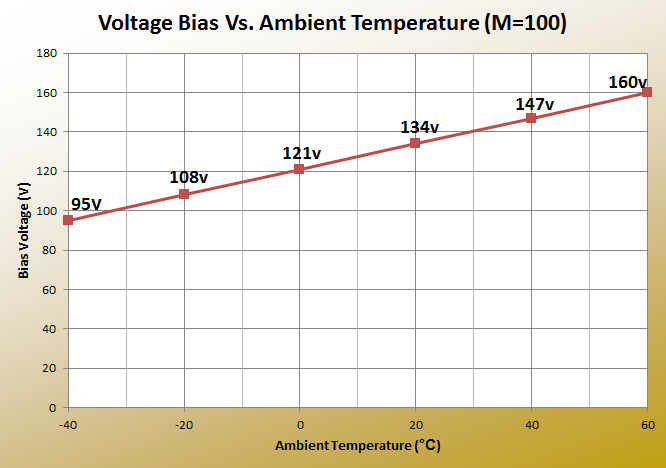 Voltage Bias Vs. Ambient Temperature (M=100)
180
160
140
120
100
80
60
40
20
0
Bias Voltage (V)
95v
108v
121v
134v
147v
160v
-40
-20
0
20
40
60
Ambient Temperature (°C)